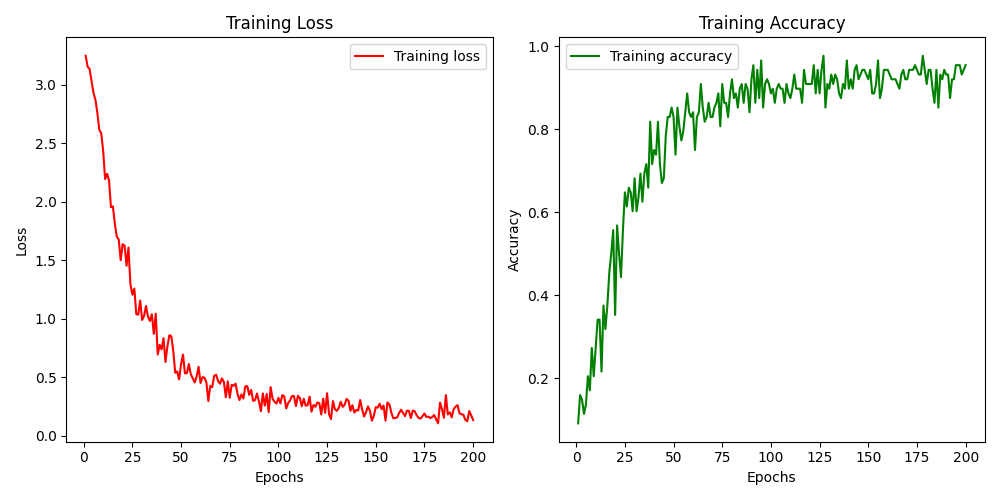 Training Loss
Training loss
3.0
2.5
2.0
1.5
1.0
0.5
0.0
Loss
0 25 50 75 100 125 150 175 200
Epochs
Training Accuracy
Training accuracy
1.0
0.8
0.6
0.4
0.2
Accuracy
0 25 50 75 100 125 150 175 200
Epochs